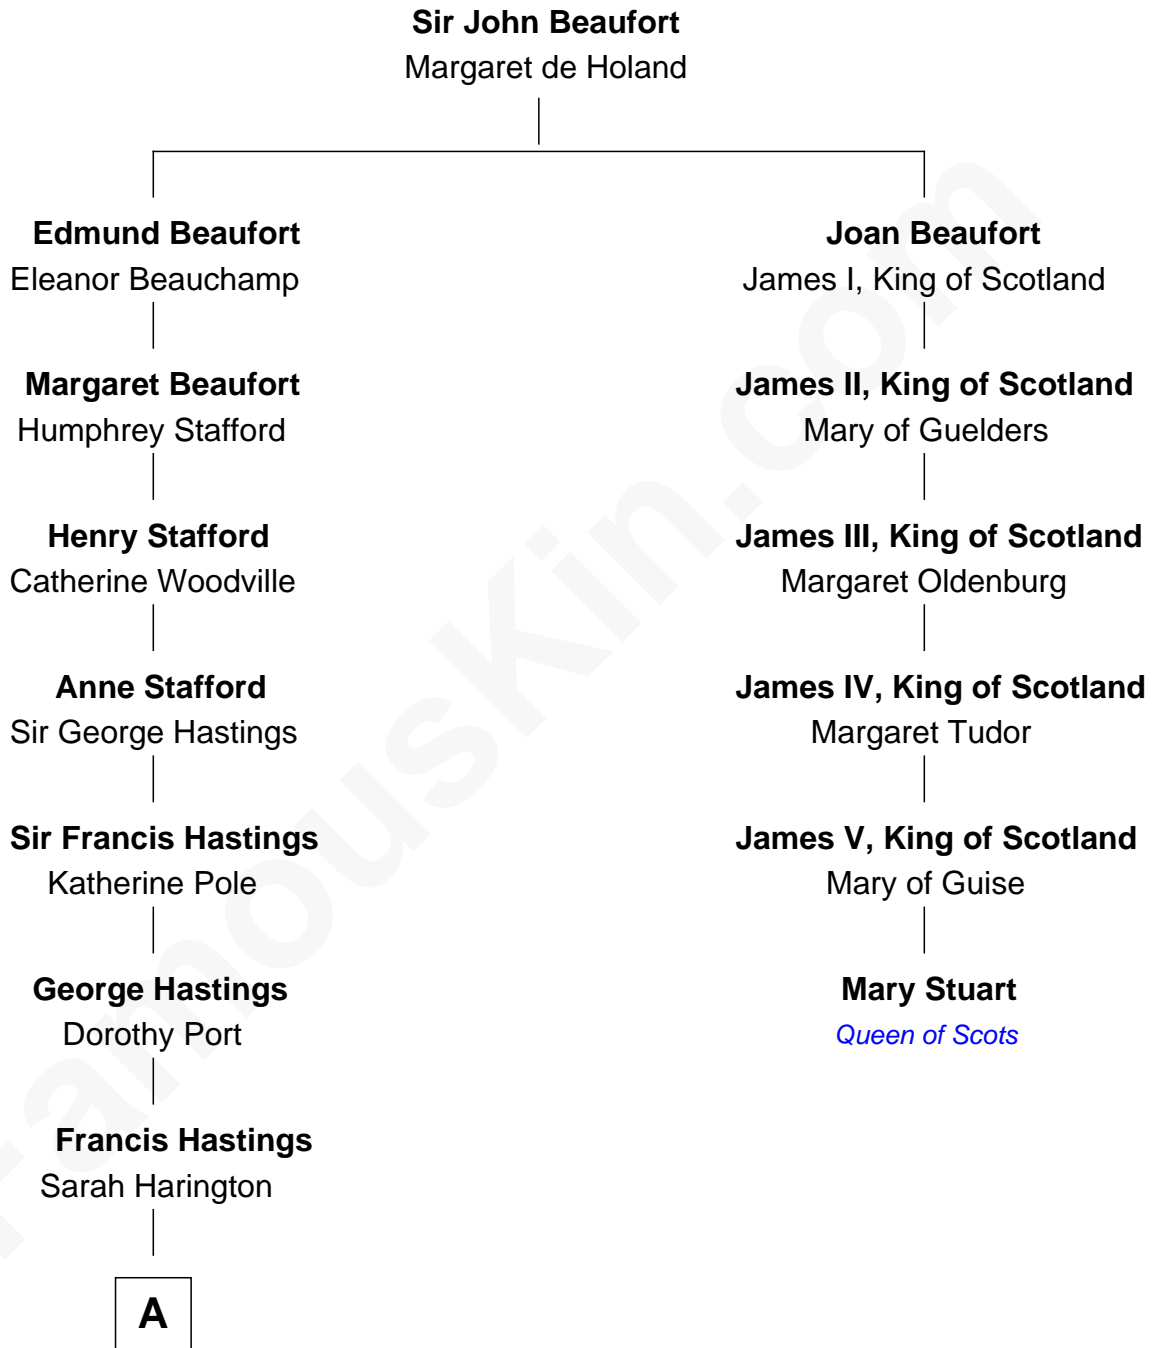 Sir John Beaufort
Margaret de Holand
Edmund Beaufort
Eleanor Beauchamp
Margaret Beaufort
Humphrey Stafford
Henry Stafford
Catherine Woodville
Anne Stafford
Sir George Hastings
Sir Francis Hastings
Katherine Pole
George Hastings
Dorothy Port
Francis Hastings
Sarah Harington
A
Joan Beaufort
James I, King of Scotland
James II, King of Scotland
Mary of Guelders
James III, King of Scotland
Margaret Oldenburg
James IV, King of Scotland
Margaret Tudor
James V, King of Scotland
Mary of Guise
Mary Stuart
Queen of Scots
FamousKin.com